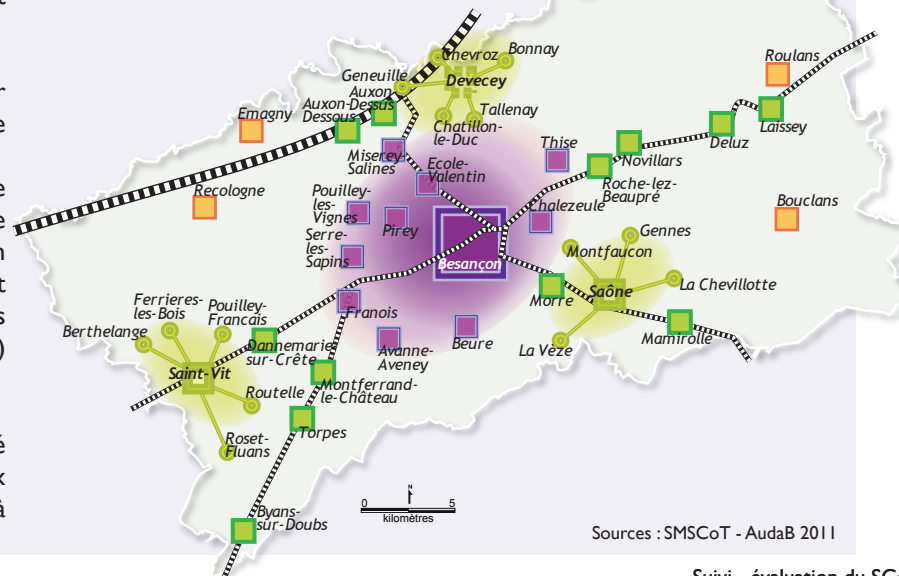 t
r
e
e
e
n
t
s
)
é
x
à
Chevroz
Bonnay
Geneuille
Devecey
Auxon-
Dessus
Auxon-
Dessous
Tallenay
Chatillon-
le-Duc
Emagny
Roulans
Laissey
Deluz
Novillars
Thise
Roche-lez-
Beaupré
Miserey-
Salines
Ecole-
Valentin
Recologne
Pouilley-
les-
Vignes
Pirey
Chalezeule
Bouclans
Serre-
les-
Sapins
Besançon
Gennes
Montfaucon
La Chevillotte
Saône
Morre
Mamirolle
La Vèze
Franois
Beure
Avanne-
Aveney
Ferrieres-
les-Bois
Pouilley-
Francais
Berthelange
Dannemarie-
sur-Crête
Saint-Vit
Routelle
Montferrand-
le-Château
Roset-
Fluans
Torpes
Byans-
sur-Doubs
N
0 5
kilomètres
Sources : SMSCoT - AudaB 2011